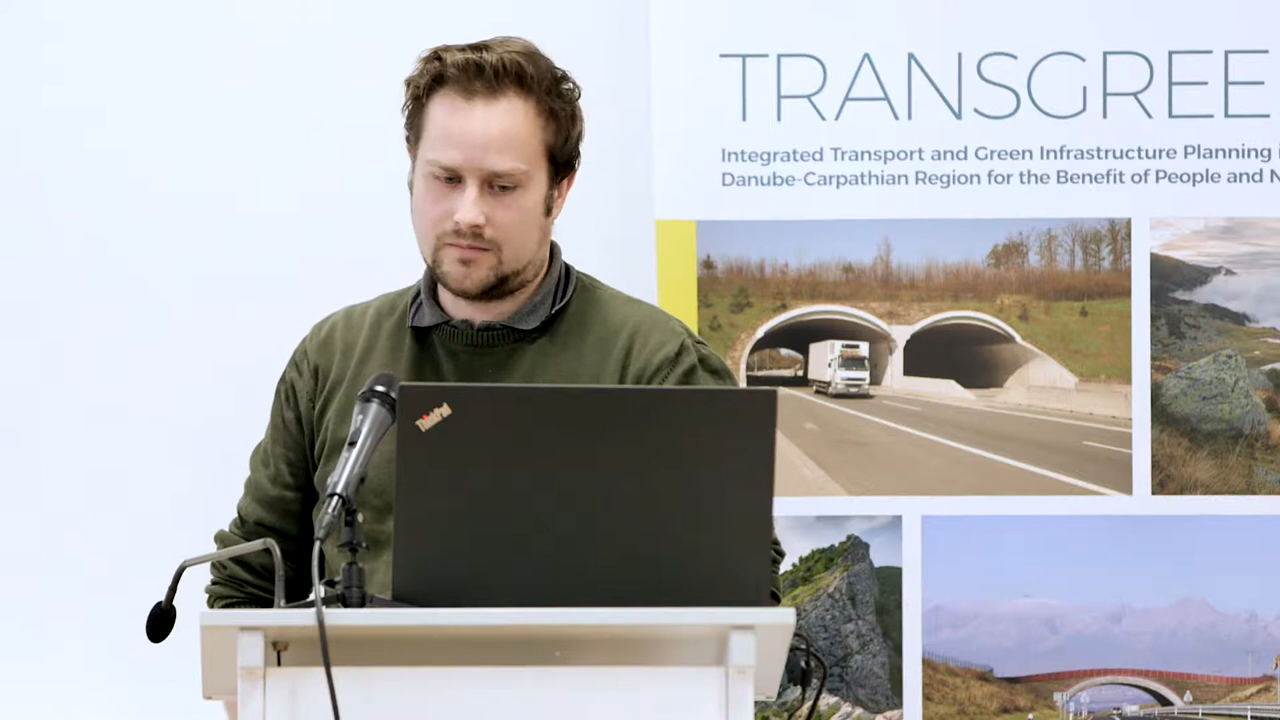 TRANSGREE
Integrated Transport and Green Infrastructure Planning i
Danube-Carpathian Region for the Benefit of People and N
ThinkPad